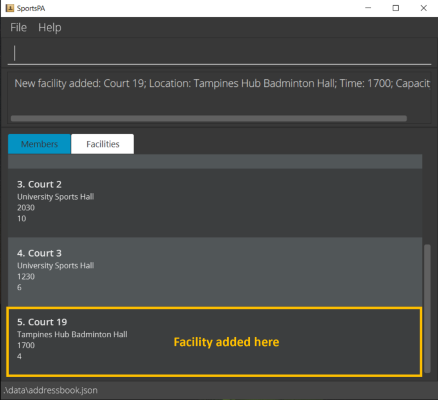 SportsPA
File Help
New facility added: Court 19; Location: Tampines Hub Badminton Hall; Time: 1700; Capacit
Members Facilities
3. Court 2
University Sports Hall
2030
10
4. Court 3
University Sports Hall
1230
6
5. Court 19
Tampines Hub Badminton Hall
1700
4
Facility added here
.\data\addressbook.json